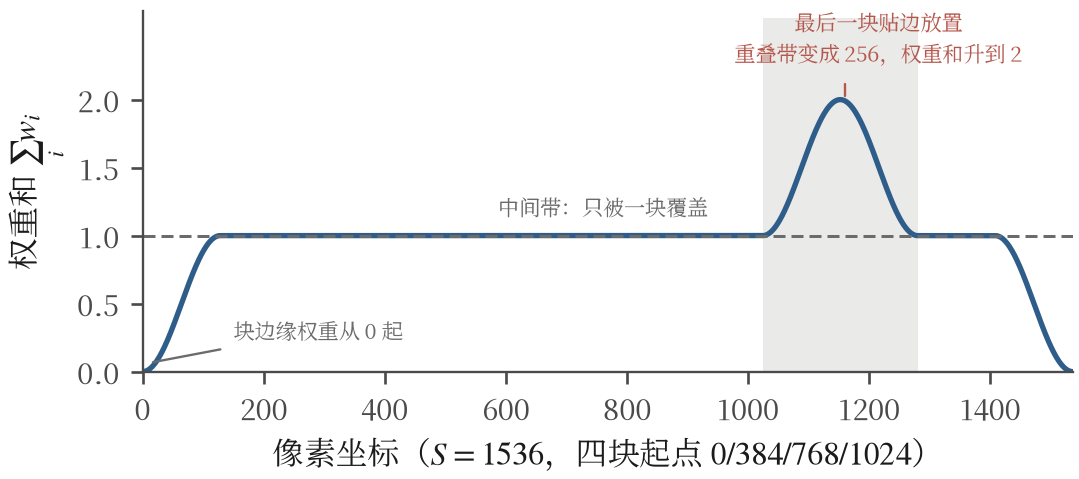 最后一块贴边放置
重叠带变成 256，权重和升到 2
中间带：只被一块覆盖
块边缘权重从 0 起
权重和 ∑wᵢ
i
2.0
1.5
1.0
0.5
0.0
0 200 400 600 800 1000 1200 1400
像素坐标（S = 1536，四块起点 0/384/768/1024）